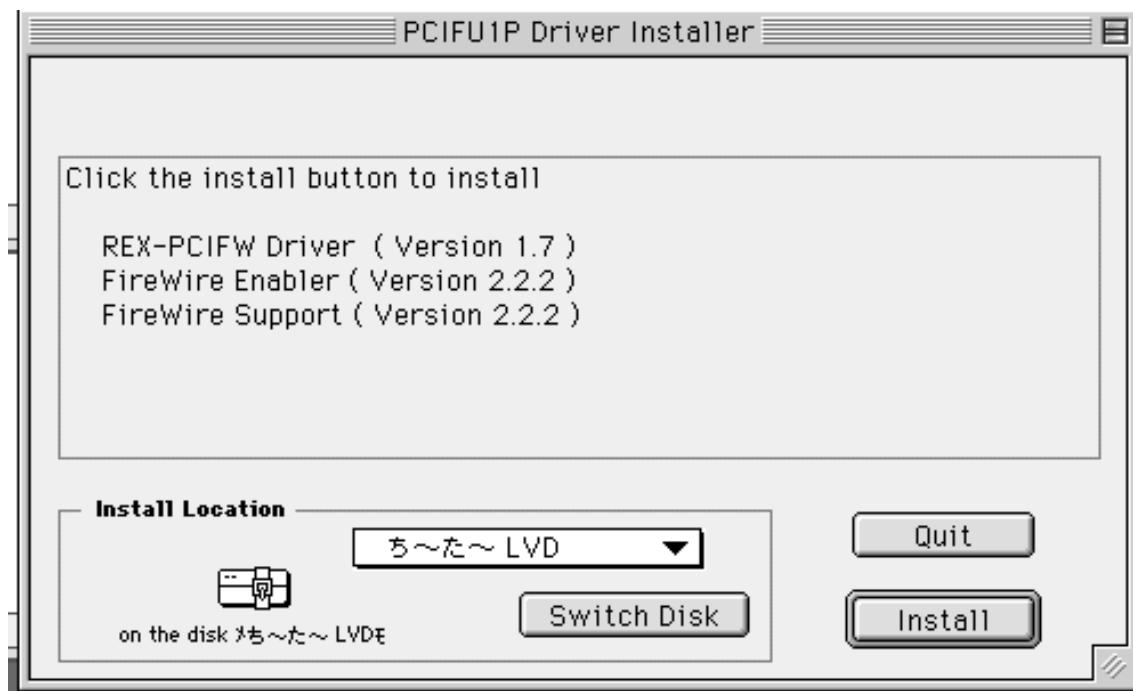 PCIFU1P Driver Installer
Click the install button to install
REX-PCIFW Driver ( Version 1.7 )
FireWire Enabler ( Version 2.2.2 )
FireWire Support ( Version 2.2.2 )
Install Location
ち～た～ LVD
on the disk ﾒち～た～ LVDﾓ
Switch Disk
Quit
Install